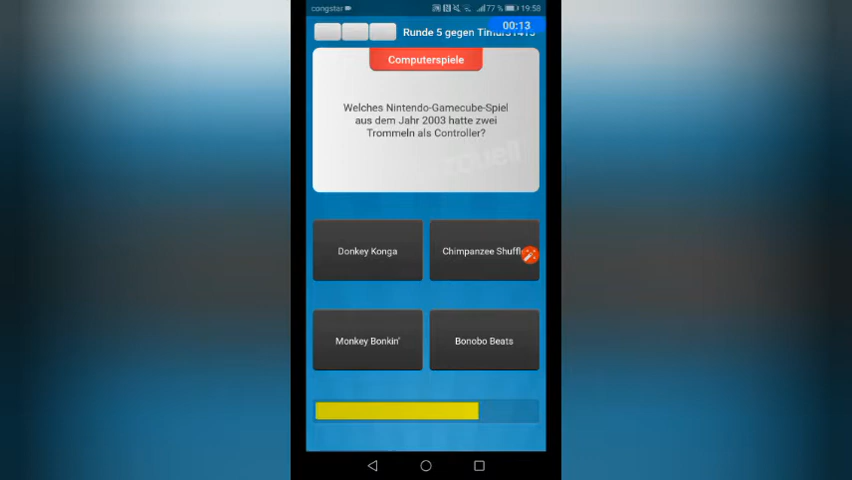 congstar
77 % 19:58
00:13
Runde 5 gegen
Computerspiele
Welches Nintendo-Gamecube-Spiel
aus dem Jahr 2003 hatte zwei
Trommeln als Controller?
Donkey Konga
Chimpanzee
Monkey Bonkin'
Bonobo Beats